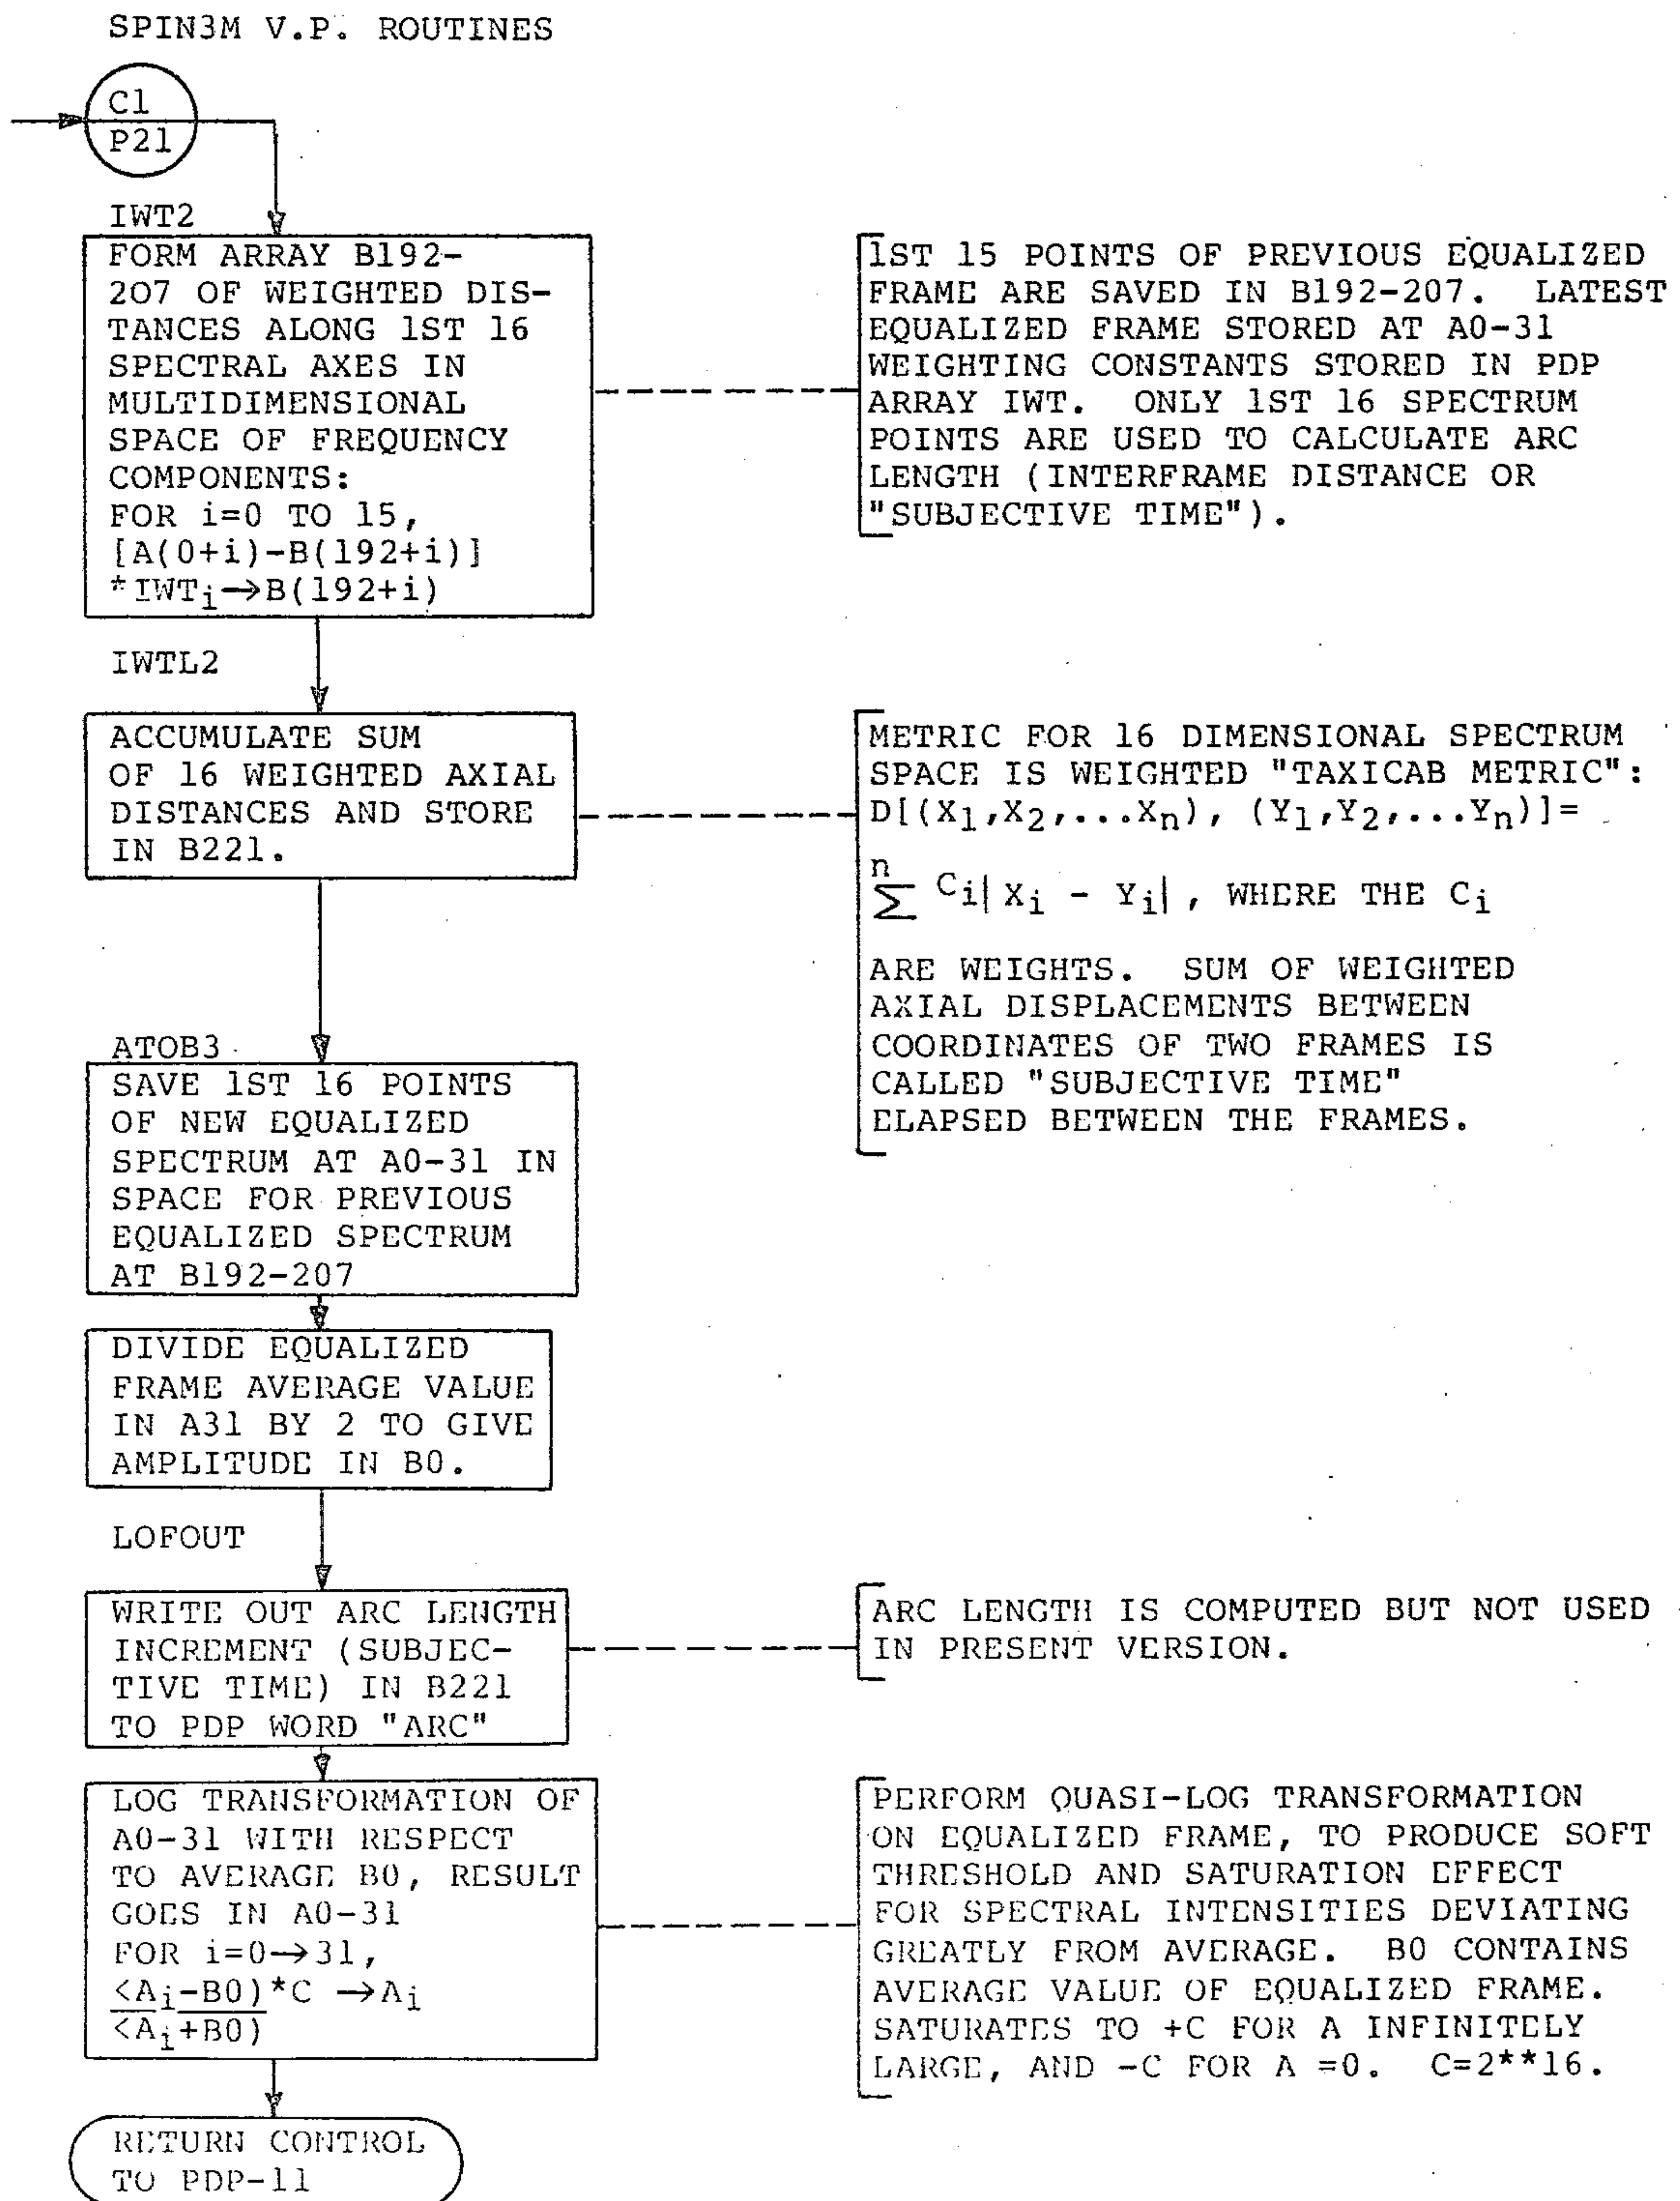 SPIN3M V.P. ROUTINES
C1
P21
IWT2
FORM ARRAY B192-
207 OF WEIGHTED DIS-
TANCES ALONG 1ST 16
SPECTRAL AXES IN
MULTIDIMENSIONAL
SPACE OF FREQUENCY
COMPONENTS:
FOR i=0 TO 15,
[A(0+i)-B(192+i)]
*IWTi→B(192+i)
1ST 15 POINTS OF PREVIOUS EQUALIZED
FRAME ARE SAVED IN B192-207. LATEST
EQUALIZED FRAME STORED AT A0-31
WEIGHTING CONSTANTS STORED IN PDP
ARRAY IWT. ONLY 1ST 16 SPECTRUM
POINTS ARE USED TO CALCULATE ARC
LENGTH (INTERFRAME DISTANCE OR
"SUBJECTIVE TIME").
IWTL2
ACCUMULATE SUM
OF 16 WEIGHTED AXIAL
DISTANCES AND STORE
IN B221.
METRIC FOR 16 DIMENSIONAL SPECTRUM
SPACE IS WEIGHTED "TAXICAB METRIC":
D[(X1,X2,...Xn), (Y1,Y2,...Yn)]=
n
∑ Ci| Xi - Yi| , WHERE THE Ci
ARE WEIGHTS. SUM OF WEIGHTED
AXIAL DISPLACEMENTS BETWEEN
COORDINATES OF TWO FRAMES IS
CALLED "SUBJECTIVE TIME"
ELAPSED BETWEEN THE FRAMES.
ATOB3
SAVE 1ST 16 POINTS
OF NEW EQUALIZED
SPECTRUM AT A0-31 IN
SPACE FOR PREVIOUS
EQUALIZED SPECTRUM
AT B192-207
DIVIDE EQUALIZED
FRAME AVERAGE VALUE
IN A31 BY 2 TO GIVE
AMPLITUDE IN B0.
LOFOUT
WRITE OUT ARC LENGTH
INCREMENT (SUBJEC-
TIVE TIME) IN B221
TO PDP WORD "ARC"
ARC LENGTH IS COMPUTED BUT NOT USED
IN PRESENT VERSION.
LOG TRANSFORMATION OF
A0-31 WITH RESPECT
TO AVERAGE B0, RESULT
GOES IN A0-31
FOR i=0→31,
<Ai-B0)*C →Ai
<Ai+B0)
PERFORM QUASI-LOG TRANSFORMATION
ON EQUALIZED FRAME, TO PRODUCE SOFT
THRESHOLD AND SATURATION EFFECT
FOR SPECTRAL INTENSITIES DEVIATING
GREATLY FROM AVERAGE. B0 CONTAINS
AVERAGE VALUE OF EQUALIZED FRAME.
SATURATES TO +C FOR A INFINITELY
LARGE, AND -C FOR A =0. C=2**16.
RETURN CONTROL
TO PDP-11